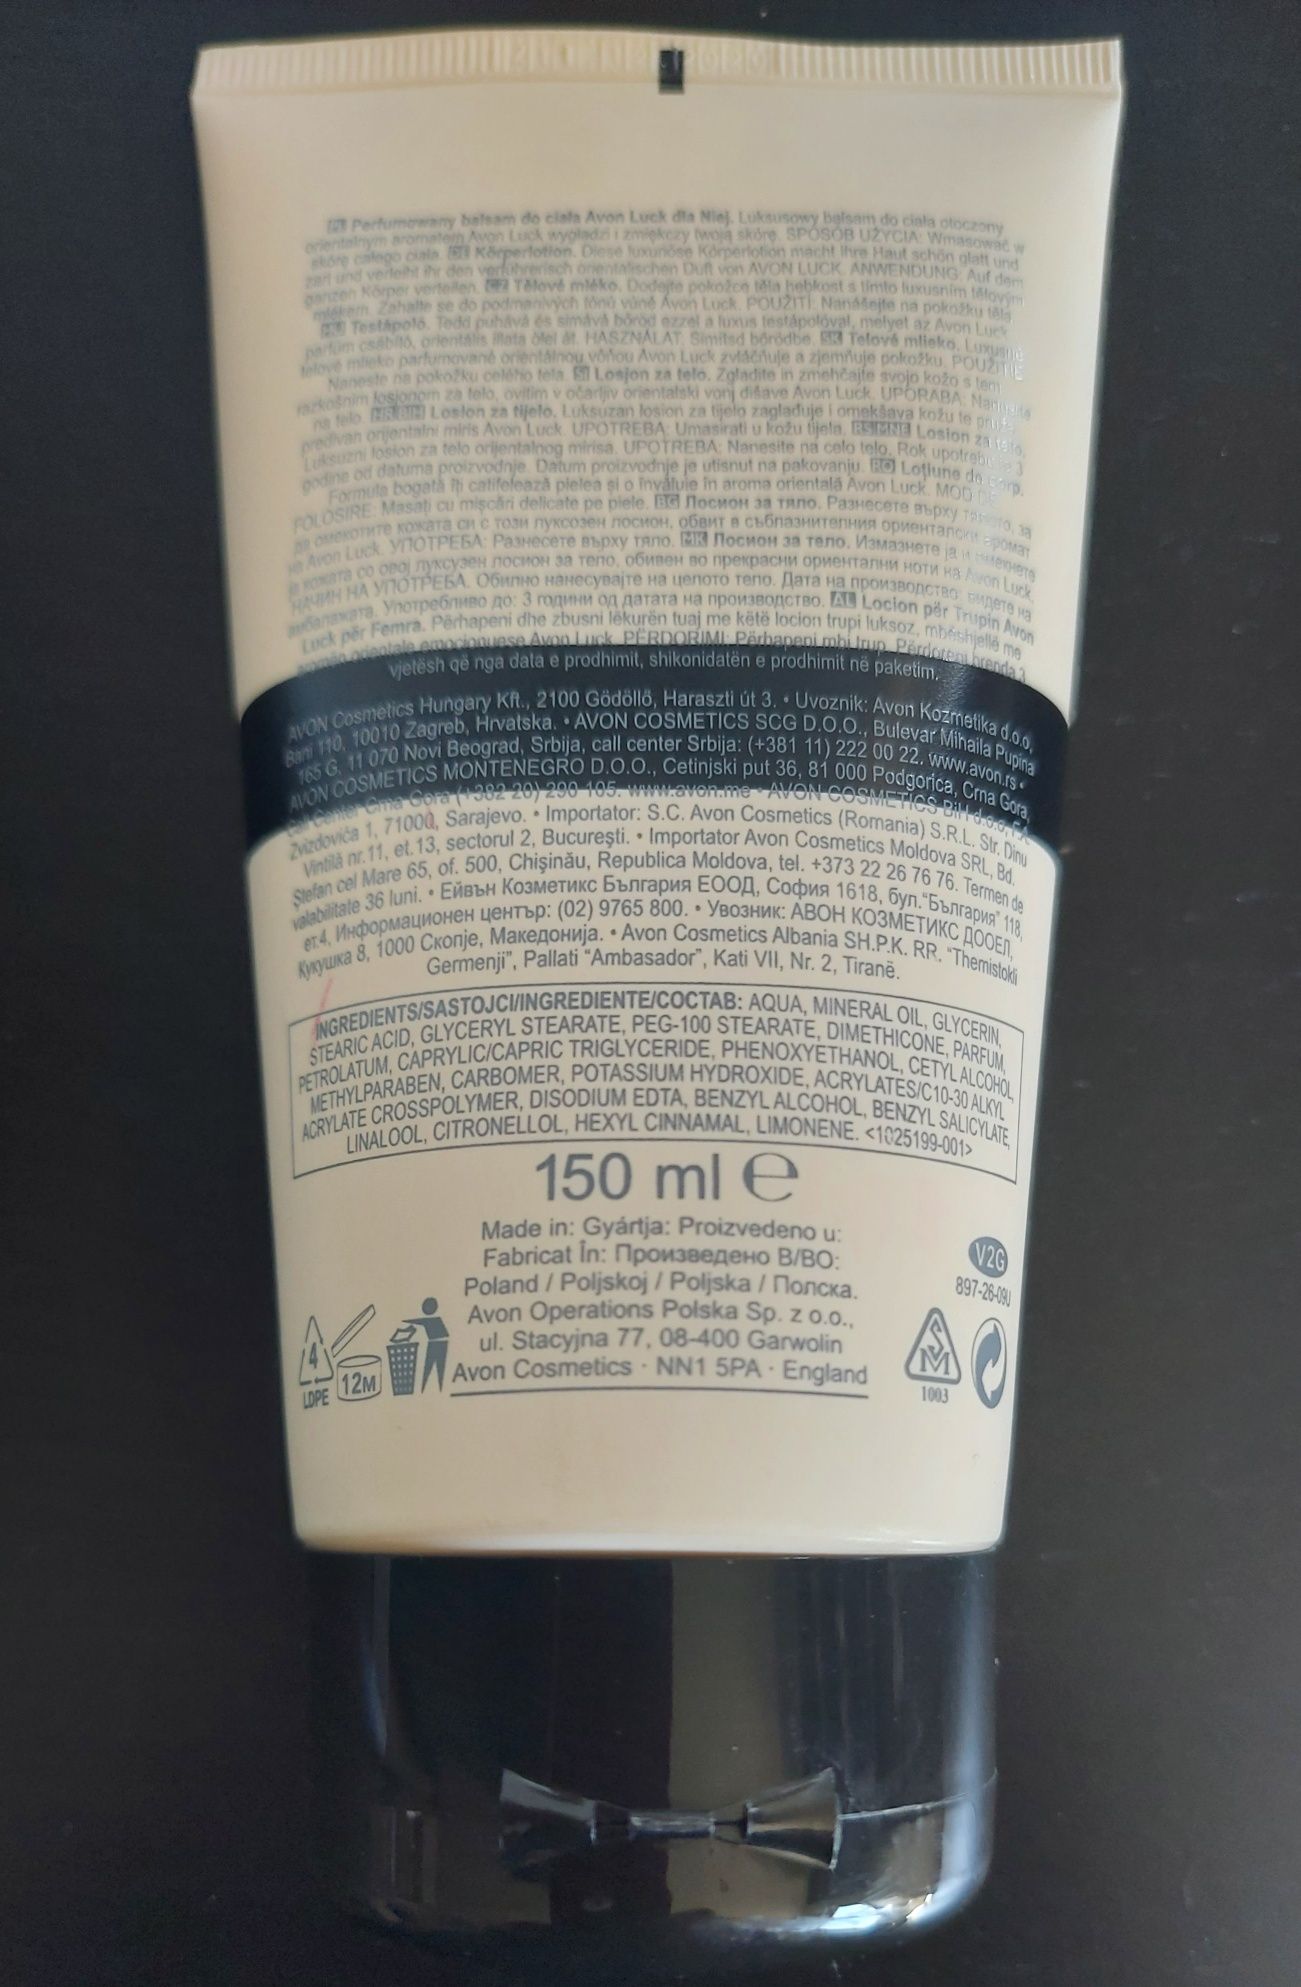 PL Perfumowany balsam do ciała Avon Luck dla Niej. Luksusowy balsam do ciała otoczony
orientalnym aromatem Avon Luck wygładzi i zmiękczy twoją skórę. SPOSÓB UŻYCIA: Wmasować w
skórę całego ciała. DE Körperlotion. Diese luxuriöse Körperlotion macht Ihre Haut schön glatt und
zart und verleiht ihr den verführerisch orientalischen Duft von AVON LUCK. ANWENDUNG: Auf dem
ganzen Körper verteilen. CZ Tělové mléko. Dodejte pokožce těla hebkost s tímto luxusním tělovým
mlékem. Zahalte se do podmanivých tónů vůně Avon Luck. POUŽITÍ: Nanášejte na pokožku těla.
HU Testápoló. Tedd puhává és simává bőröd ezzel a luxus testápolóval, melyet az Avon Luck
parfüm csábító, orientális illata ölel át. HASZNÁLAT: Simítsd bőrödbe. SK Telové mlieko. Luxusné
telové mlieko parfumované orientálnou vôňou Avon Luck zvláčňuje a zjemňuje pokožku. POUŽITIE:
Naneste na pokožku celého tela. SI Losjon za telo. Zgladite in zmehčajte svojo kožo s tem
razkošnim losjonom za telo, ovitim v očarljiv orientalski vonj dišave Avon Luck. UPORABA: Nanesite
na telo. HR BIH Losion za tijelo. Luksuzan losion za tijelo zaglađuje i omekšava kožu te pruža
predivan orijentalni miris Avon Luck. UPOTREBA: Umasirati u kožu tijela. RS MNE Losion za telo.
Luksuzni losion za telo orijentalnog mirisa. UPOTREBA: Nanesite na celo telo. Rok upotrebe: 3
godine od datuma proizvodnje. Datum proizvodnje je utisnut na pakovanju. RO Loțiune de corp.
Formula bogată îți catifelează pielea și o învăluie în aroma orientală Avon Luck. MOD DE
FOLOSIRE: Masați cu mișcări delicate pe piele. BG Лосион за тяло. Разнесете върху тялото, за
да омекотите кожата си с този луксозен лосион, обвит в съблазнителния ориенталски аромат
на Avon Luck. УПОТРЕБА: Разнесете върху тяло. MK Лосион за тело. Измазнете ја и омекнете
ја кожата со овој луксузен лосион за тело, обивен во прекрасни ориентални ноти на Avon Luck.
НАЧИН НА УПОТРЕБА. Обилно нанесувајте на целото тело. Дата на производство: видете на
амбалажата. Употребливо до: 3 години од датата на производство. AL Locion për Trupin Avon
Luck për Femra. Përhapeni dhe zbusni lëkurën tuaj me këtë locion trupi luksoz, mbështjellë me
aromën orientale emocionuese Avon Luck. PËRDORIMI: Përhapeni mbi trup. Përdoreni brenda 3
vjetësh që nga data e prodhimit, shikonidatën e prodhimit në paketim.
AVON Cosmetics Hungary Kft., 2100 Gödöllő, Haraszti út 3. • Uvoznik: Avon Kozmetika d.o.o,
Bani 110, 10010 Zagreb, Hrvatska. • AVON COSMETICS SCG D.O.O., Bulevar Mihaila Pupina
165 G. 11 070 Novi Beograd, Srbija, call center Srbija: (+381 11) 222 00 22. www.avon.rs •
AVON COSMETICS MONTENEGRO D.O.O., Cetinjski put 36, 81 000 Podgorica, Crna Gora,
Call Center Crna Gora (+382 20) 290 105. www.avon.me • AVON COSMETICS BiH d.o.o,
Zvizdovića 1, 71000, Sarajevo. • Importator: S.C. Avon Cosmetics (Romania) S.R.L. Str. Dinu
Vintilă nr.11, et.13, sectorul 2, București. • Importator Avon Cosmetics Moldova SRL, Bd.
Ștefan cel Mare 65, of. 500, Chișinău, Republica Moldova, tel. +373 22 26 76 76. Termen de
valabilitate 36 luni. • Ейвън Козметикс България ЕООД, София 1618, бул."България" 118,
ет.4, Информационен център: (02) 9765 800. • Увозник: АВОН КОЗМЕТИКС ДООЕЛ,
Кукушка 8, 1000 Скопје, Македонија. • Avon Cosmetics Albania SH.P.K. RR. "Themistokli
Germenji", Pallati "Ambasador", Kati VII, Nr. 2, Tiranë.
INGREDIENTS/SASTOJCI/INGREDIENTE/СОСТАВ: AQUA, MINERAL OIL, GLYCERIN,
STEARIC ACID, GLYCERYL STEARATE, PEG-100 STEARATE, DIMETHICONE, PARFUM,
PETROLATUM, CAPRYLIC/CAPRIC TRIGLYCERIDE, PHENOXYETHANOL, CETYL ALCOHOL,
METHYLPARABEN, CARBOMER, POTASSIUM HYDROXIDE, ACRYLATES/C10-30 ALKYL
ACRYLATE CROSSPOLYMER, DISODIUM EDTA, BENZYL ALCOHOL, BENZYL SALICYLATE,
LINALOOL, CITRONELLOL, HEXYL CINNAMAL, LIMONENE. <1025199-001>
150 ml e
Made in: Gyártja: Proizvedeno u:
Fabricat În: Произведено В/ВО:
Poland / Poljskoj / Poljska / Полска.
Avon Operations Polska Sp. z o.o.,
ul. Stacyjna 77, 08-400 Garwolin
Avon Cosmetics · NN1 5PA · England
V2G
897-26-09U
4
LDPE
12M
SM
1003